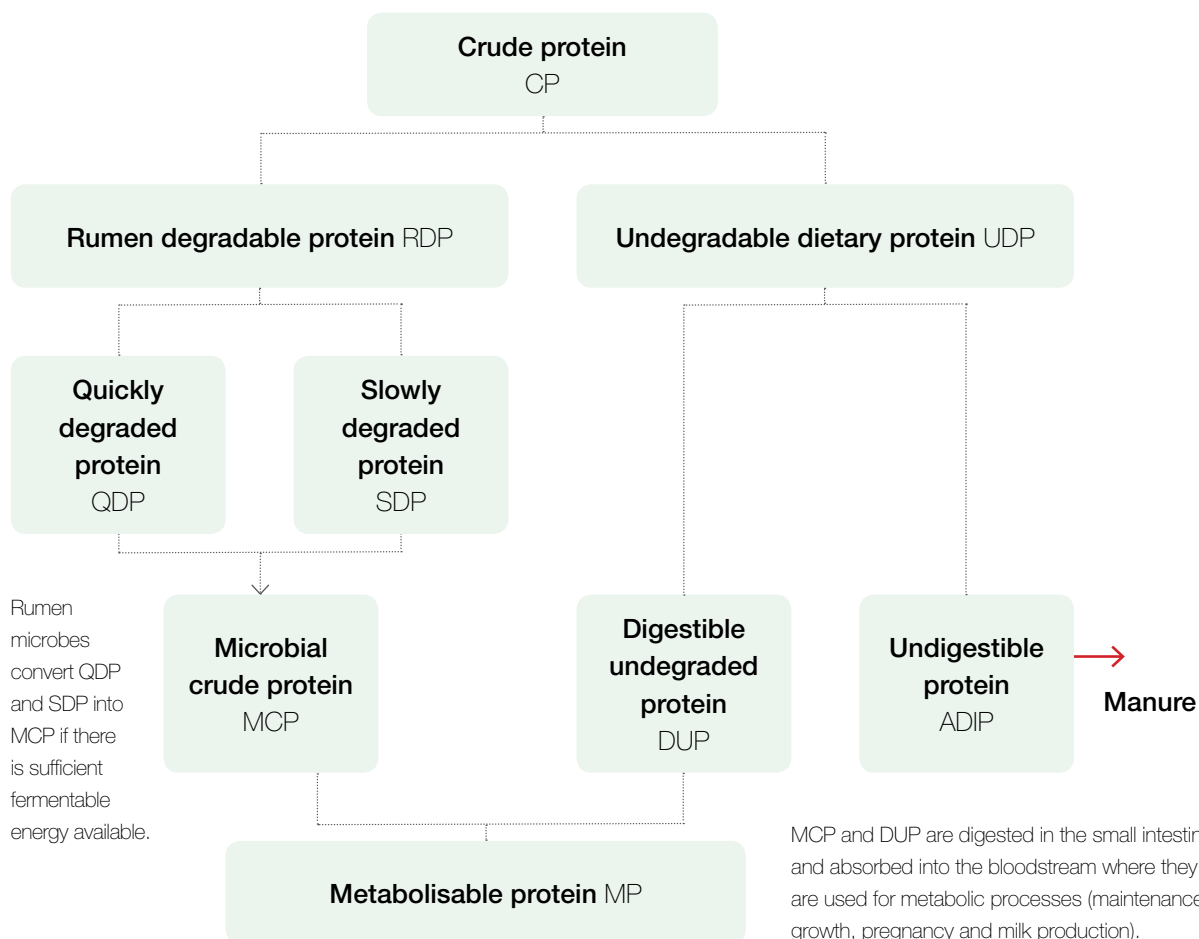 Crude protein
CP
Rumen degradable protein RDP
Undegradable dietary protein UDP
Quickly
degraded
protein
QDP
Slowly
degraded
protein
SDP
Rumen
microbes
convert QDP
and SDP into
MCP if there
is sufficient
fermentable
energy available.
Microbial
crude protein
MCP
Digestible
undegraded
protein
DUP
Undigestible
protein
ADIP
Manure
Metabolisable protein MP
MCP and DUP are digested in the small intestin
and absorbed into the bloodstream where they
are used for metabolic processes (maintenance
growth, pregnancy and milk production).